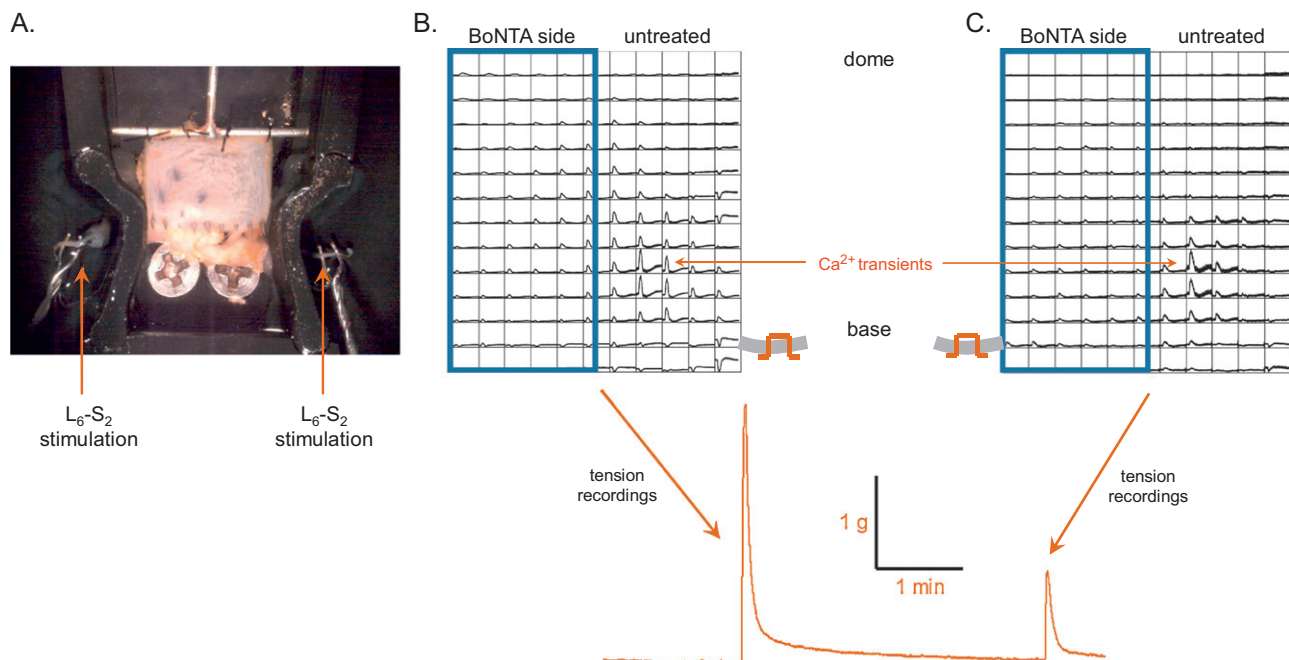 A.
L6-S2
stimulation
L6-S2
stimulation
B.
BoNTA side
untreated
dome
Ca2+ transients
base
C.
BoNTA side
untreated
tension
recordings
1 g
1 min
tension
recordings